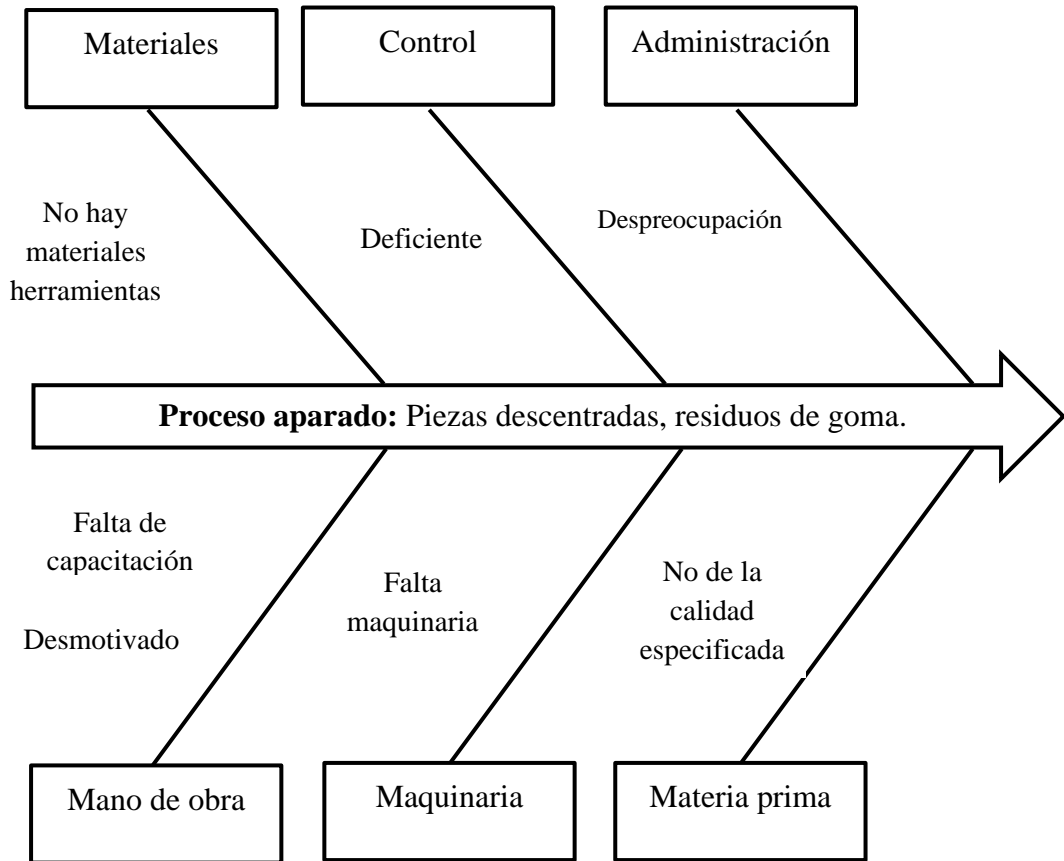 Materiales
Control
Administración
No hay
materiales
herramientas
Deficiente
Despreocupación
Proceso aparado: Piezas descentradas, residuos de goma.
Falta de
capacitación
Desmotivado
Falta
maquinaria
No de la
calidad
especificada
Mano de obra
Maquinaria
Materia prima